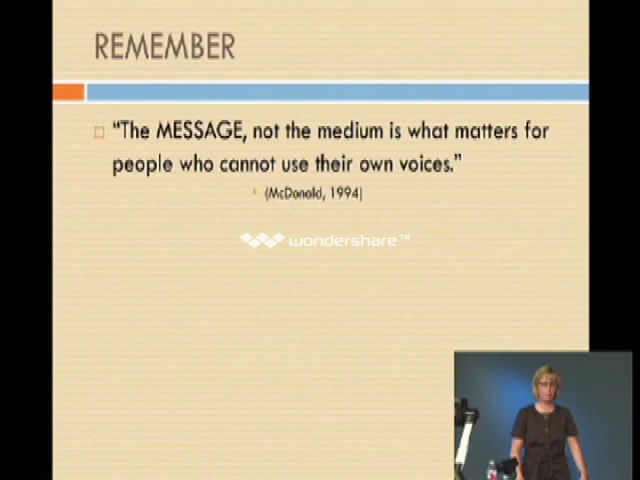 REMEMBER
“The MESSAGE, not the medium is what matters for
people who cannot use their own voices.”
(McDonald, 1994)
wondershare™